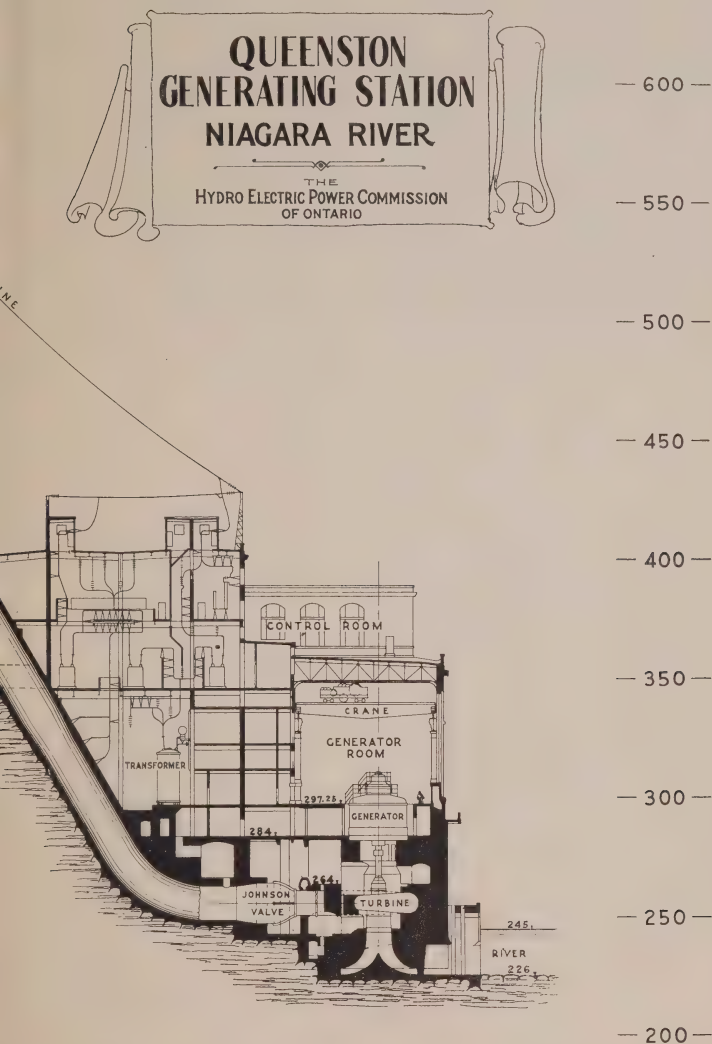 QUEENSTON
GENERATING STATION
NIAGARA RIVER
THE
HYDRO ELECTRIC POWER COMMISSION
OF ONTARIO
600
550
500
450
400
CONTROL ROOM
350
CRANE
GENERATOR
ROOM
TRANSFORMER
297.25
300
GENERATOR
284
264
JOHNSON
VALVE
TURBINE
250
245
RIVER
226
200